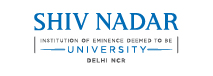 SHIV NADAR
INSTITUTION OF EMINENCE DEEMED TO BE
UNIVERSITY
DELHI NCR